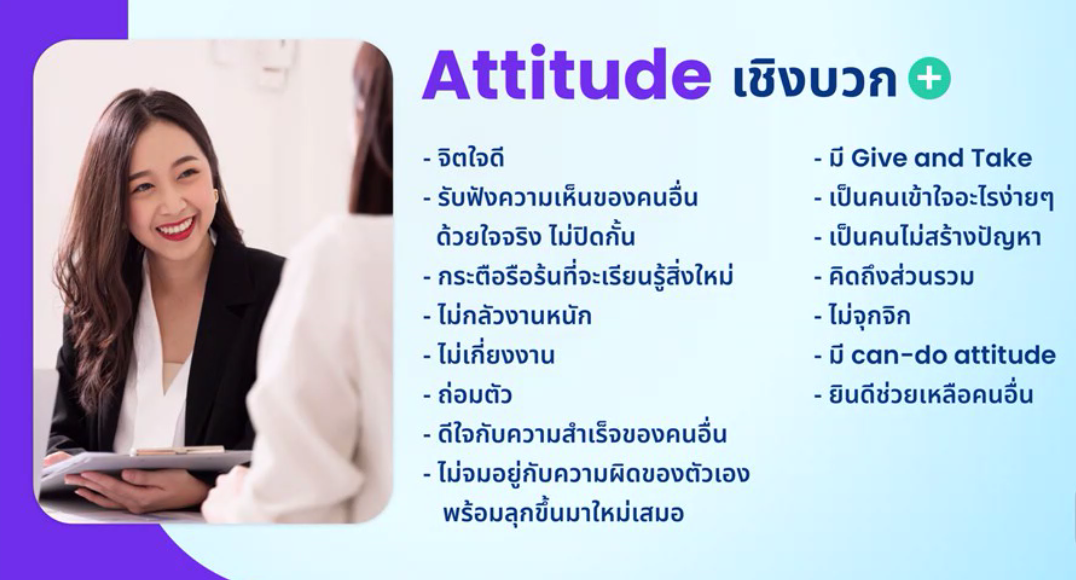 Attitude เชิงบวก +
- จิตใจดี
- รับฟังความเห็นของคนอื่น
ด้วยใจจริง ไม่ปิดกั้น
- กระตือรือร้นที่จะเรียนรู้สิ่งใหม่
- ไม่กลัวงานหนัก
- ไม่เกี่ยงงาน
- ถ่อมตัว
- ดีใจกับความสำเร็จของคนอื่น
- ไม่จมอยู่กับความผิดของตัวเอง
พร้อมลุกขึ้นมาใหม่เสมอ
- มี Give and Take
- เป็นคนเข้าใจอะไรง่ายๆ
- เป็นคนไม่สร้างปัญหา
- คิดถึงส่วนรวม
- ไม่จุกจิก
- มี can-do attitude
- ยินดีช่วยเหลือคนอื่น